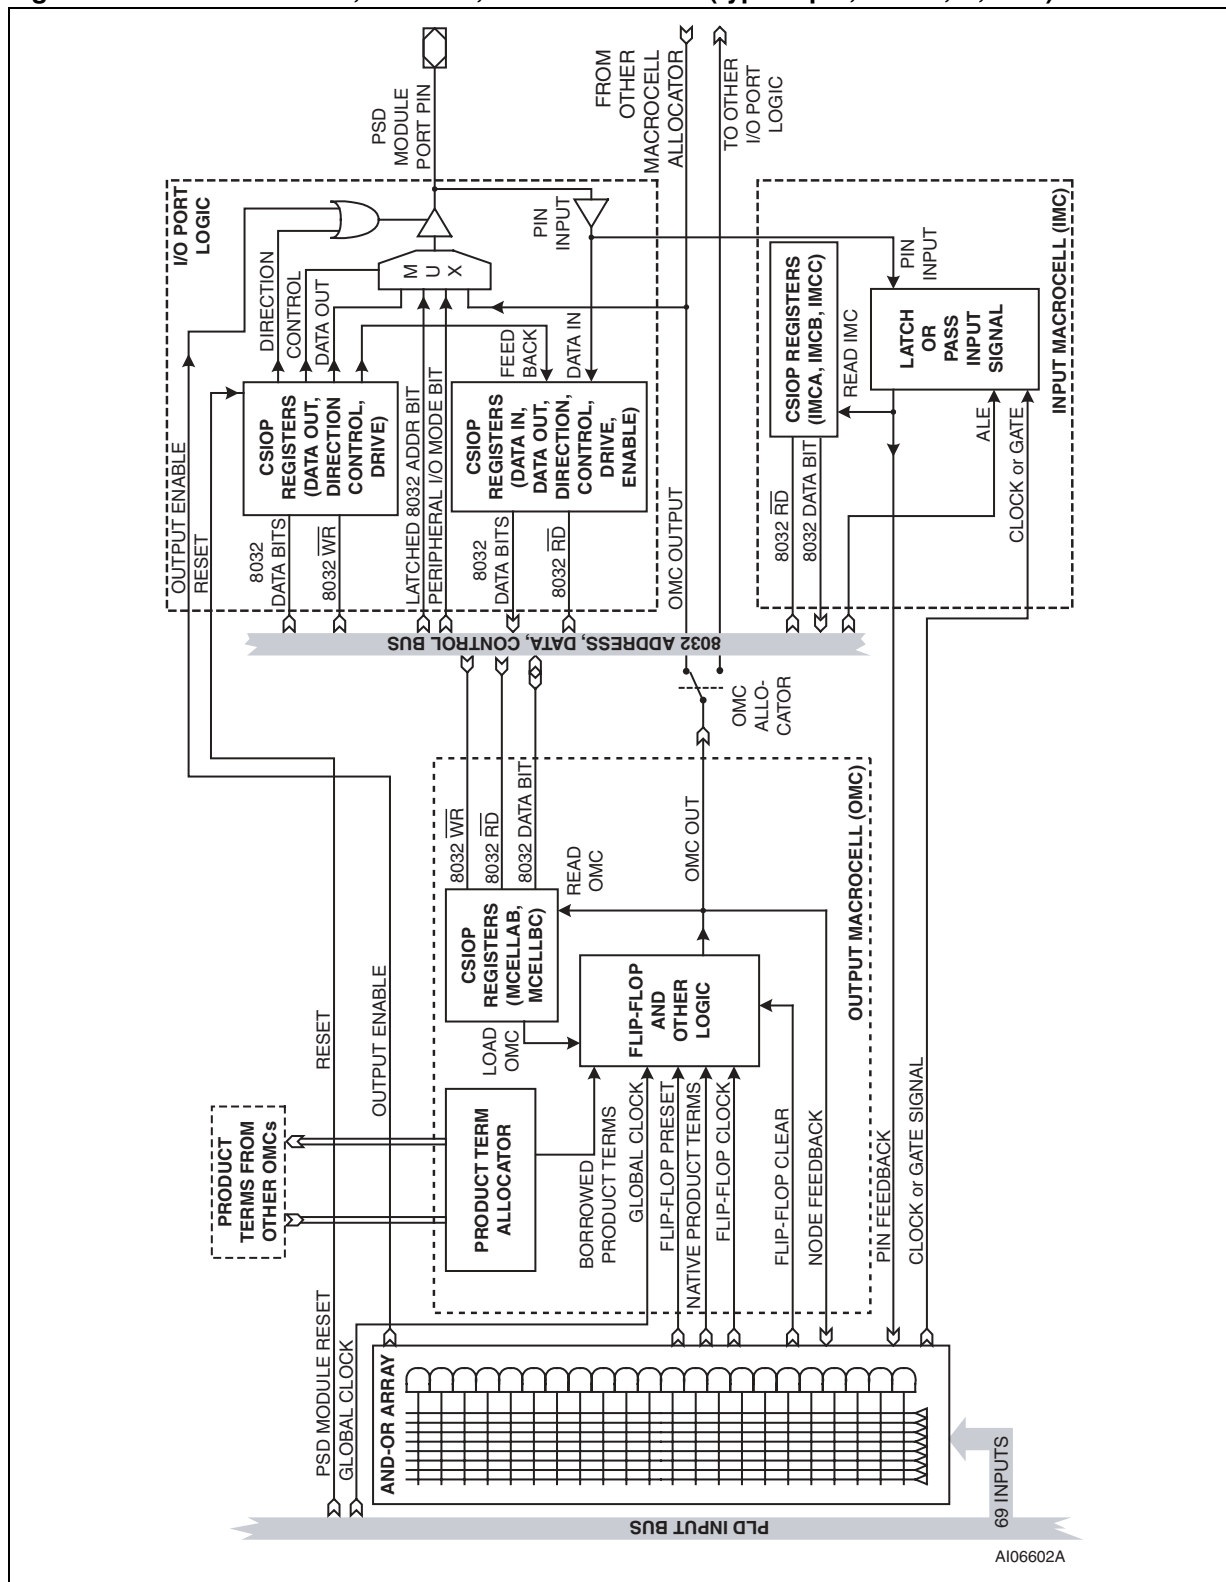 PSD
MODULE
PORT PIN
FROM
OTHER
MACROCELL
ALLOCATOR
TO OTHER
I/O PORT
LOGIC
I/O PORT
LOGIC
DIRECTION
CONTROL
DATA OUT
M
U
X
PIN
INPUT
FEED
BACK
DATA IN
CSIOP
REGISTERS
(DATA OUT,
DIRECTION
CONTROL,
DRIVE)
CSIOP
REGISTERS
(DATA IN,
DATA OUT,
DIRECTION,
CONTROL,
DRIVE,
ENABLE)
OUTPUT ENABLE
RESET
8032
DATA BITS
8032 WR
LATCHED 8032 ADDR BIT
PERIPHERAL I/O MODE BIT
8032
DATA BITS
8032 RD
OMC OUTPUT
INPUT MACROCELL (IMC)
CSIOP REGISTERS
(IMCA, IMCB, IMCC)
READ IMC
PIN
INPUT
LATCH
OR
PASS
INPUT
SIGNAL
ALE
CLOCK or GATE
8032 RD
8032 DATA BIT
8032 ADDRESS, DATA, CONTROL BUS
OMC
ALLO-
CATOR
OUTPUT MACROCELL (OMC)
8032 WR
8032 RD
8032 DATA BIT
READ
OMC
OMC OUT
CSIOP
REGISTERS
(MCELLAB,
MCELLBC)
LOAD
OMC
FLIP-FLOP
AND
OTHER
LOGIC
RESET
OUTPUT ENABLE
PRODUCT
TERMS FROM
OTHER OMCs
PRODUCT TERM
ALLOCATOR
BORROWED
PRODUCT TERMS
GLOBAL CLOCK
FLIP-FLOP PRESET
NATIVE PRODUCT TERMS
FLIP-FLOP CLOCK
FLIP-FLOP CLEAR
NODE FEEDBACK
PIN FEEDBACK
CLOCK or GATE SIGNAL
PSD MODULE RESET
GLOBAL CLOCK
AND-OR ARRAY
PLD INPUT BUS
69 INPUTS
AI06602A